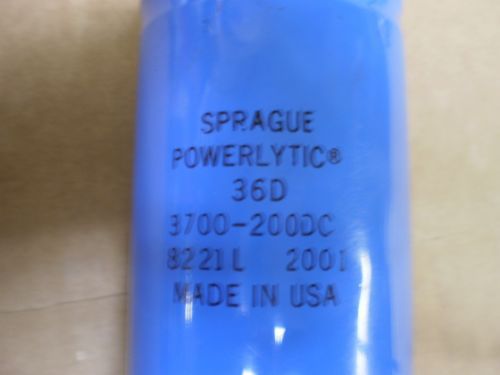 SPRAGUE
POWERLYTIC®
36D
3700-200DC
8221L 2001
MADE IN USA